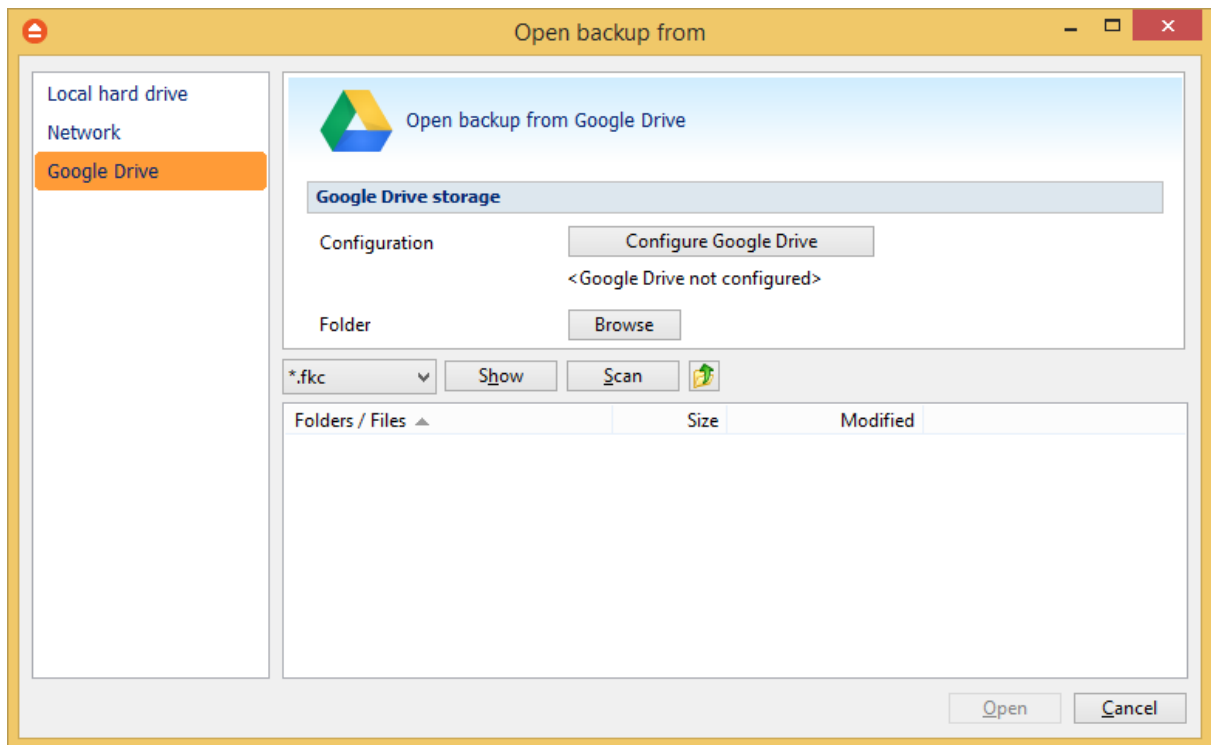 Open backup from
Local hard drive
Network
Google Drive
Open backup from Google Drive
Google Drive storage
Configuration
Configure Google Drive
<Google Drive not configured>
Folder
Browse
*.fkc
Show
Scan
Folders / Files
Size
Modified
Open
Cancel